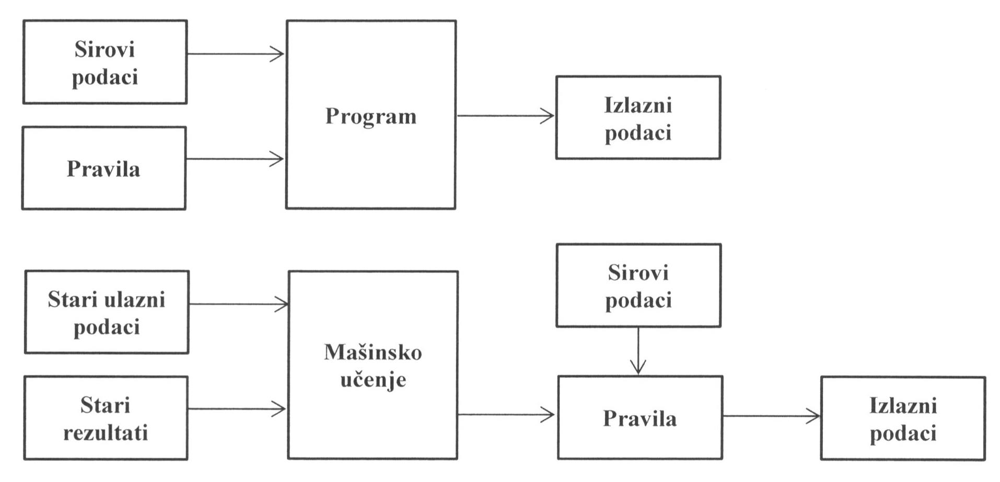 Sirovi
podaci
Pravila
Program
Izlazni
podaci
Stari ulazni
podaci
Stari
rezultati
Mašinsko
učenje
Sirovi
podaci
Pravila
Izlazni
podaci